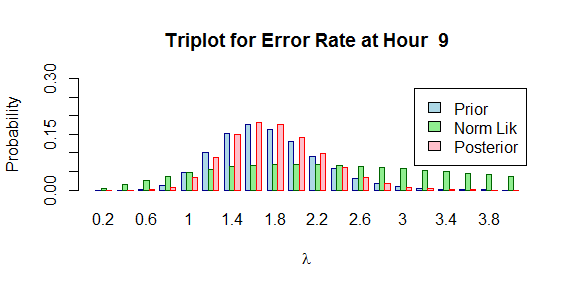 Triplot for Error Rate at Hour 9
Probability
0.30
0.15
0.00
Prior
Norm Lik
Posterior
0.2 0.6 1 1.4 1.8 2.2 2.6 3 3.4 3.8
λ